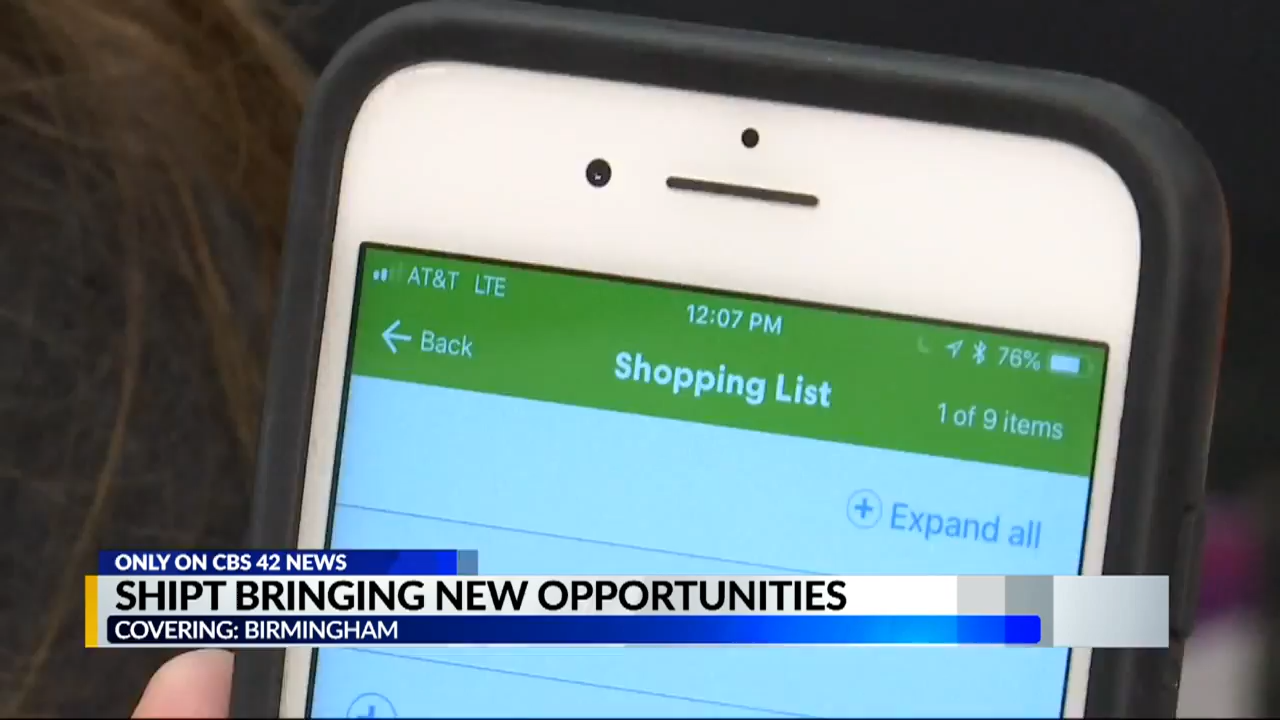 AT&T LTE
12:07 PM
76%
Back
Shopping List
1 of 9 items
Expand all
ONLY ON CBS 42 NEWS
SHIPT BRINGING NEW OPPORTUNITIES
COVERING: BIRMINGHAM